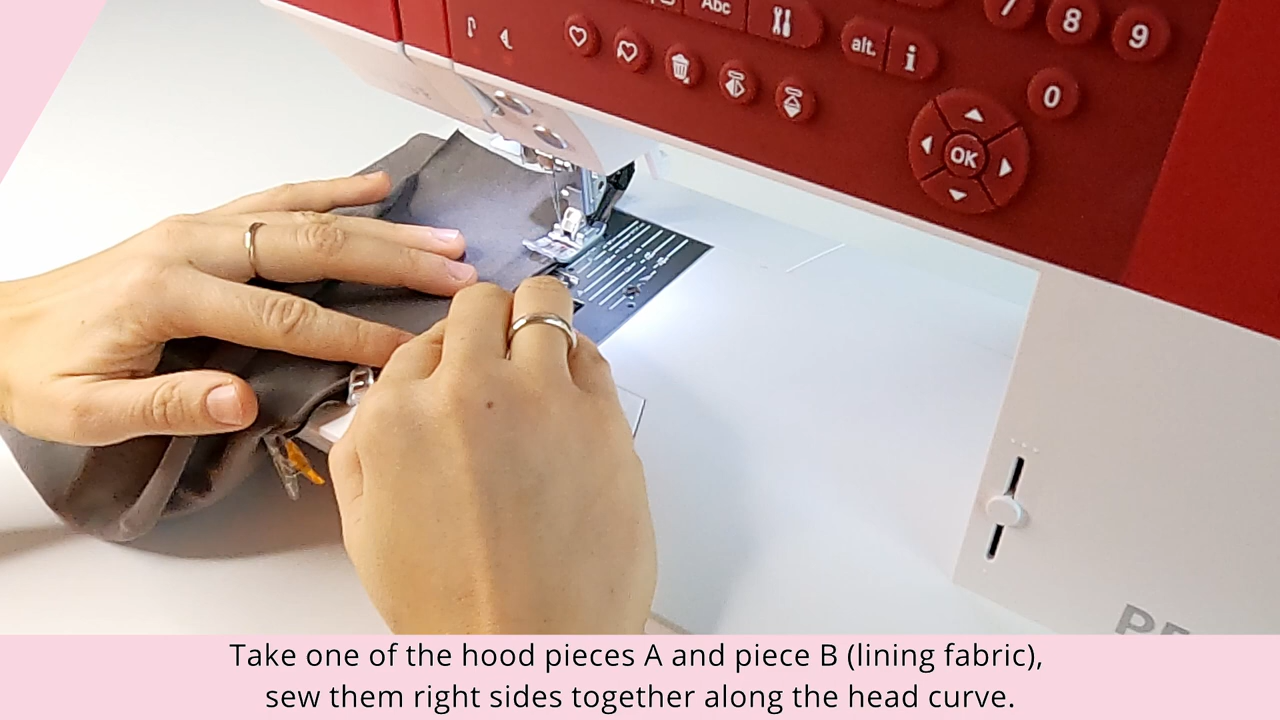 Abc
7
8
9
alt.
i
0
OK
Take one of the hood pieces A and piece B (lining fabric),
sew them right sides together along the head curve.